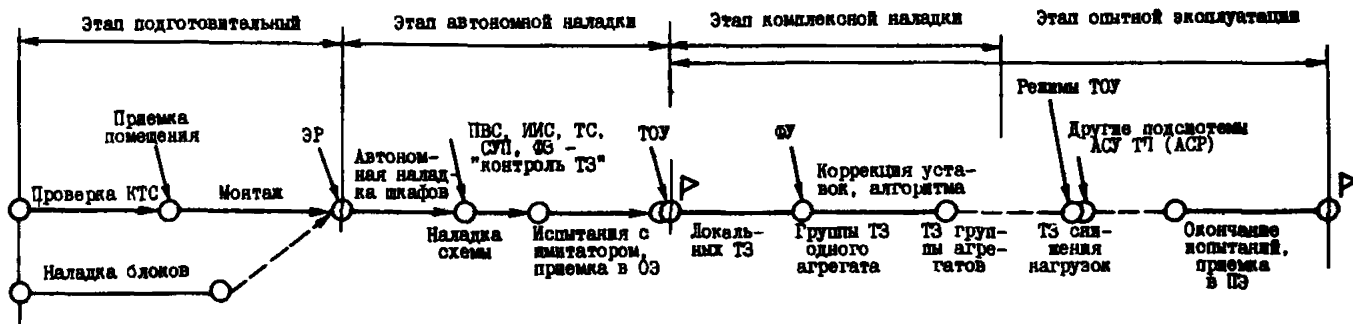 Этап подготовительный
Этап автономной наладки
Этап комплексной наладки
Этап опытной эксплуатации
Приемка
помещения
ЭР
Автоном-
ная налад-
ка шкафов
ПВС, ИИС, ТС,
СУП, ФЗ -
"контроль ТЗ"
ТОУ
ФУ
Коррекция уста-
вок, алгоритма
Режимы ТОУ
Другие подсистемы
АСУ ТП (АСР)
Проверка КТС
Монтаж
Наладка
схемы
Испытания с
имитатором,
приемка в ОЭ
Р
Локаль-
ных ТЗ
Группы ТЗ
одного
агрегата
ТЗ груп-
пы агре-
гатов
ТЗ сни-
жения
нагрузок
Окончание
испытаний,
приемка
в ПЭ
Р
Наладка блоков